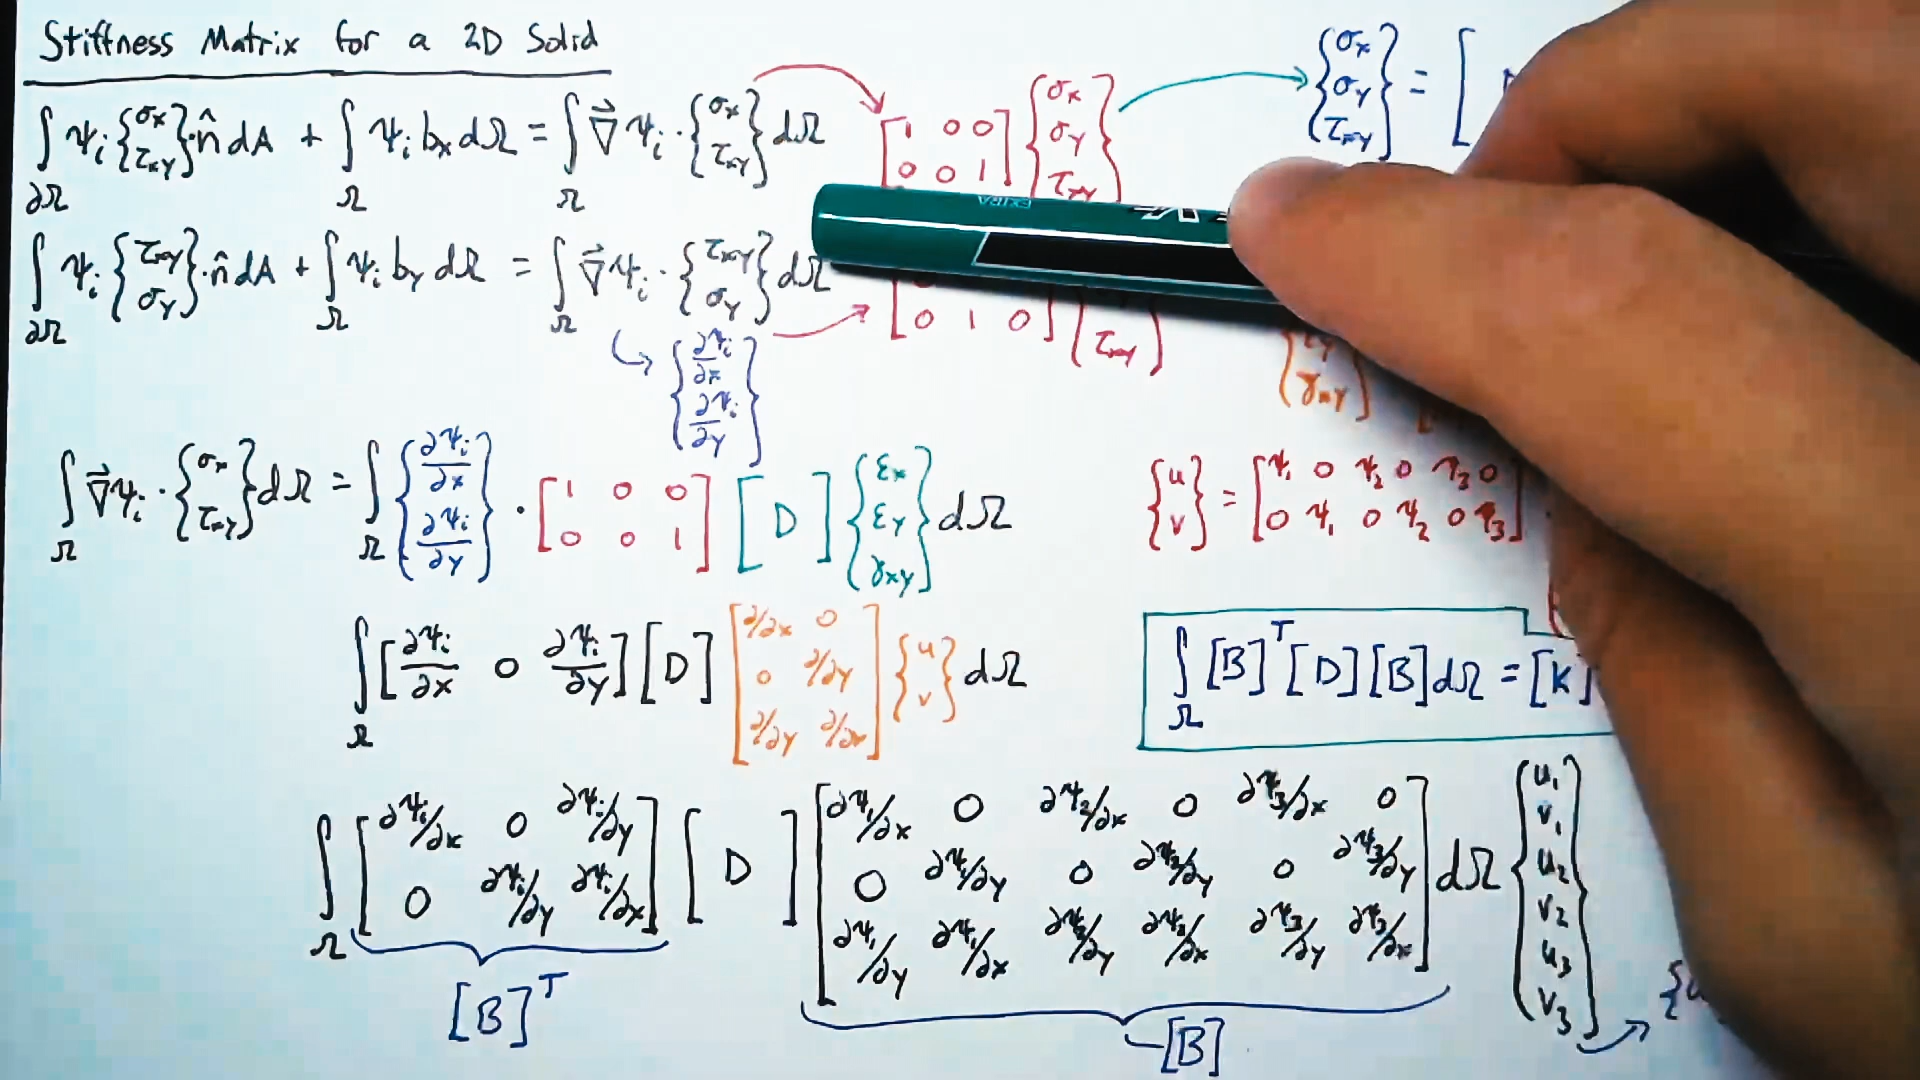 Stiffness Matrix for a 2D Solid
∫∂Ω ψi {σx τxy}·n̂ dA + ∫Ω ψi bx dΩ = ∫Ω ∇⃗ψi · {σx τxy} dΩ
[1 0 0
0 0 1] {σx σy τxy}
{σx σy τxy} = [
EXTRA
∫∂Ω ψi {τxy σy}·n̂ dA + ∫Ω ψi by dΩ = ∫Ω ∇⃗ψi · {τxy σy} dΩ
0 1 0] τxy}
γxy}
{∂ψi/∂x ∂ψi/∂y}
∫Ω ∇⃗ψi · {σx τxy} dΩ = ∫Ω {∂ψi/∂x ∂ψi/∂y} · [1 0 0
0 0 1] [D] {εx εy γxy} dΩ
{u v} = [ψ1 0 ψ2 0 ψ3 0
0 ψ1 0 ψ2 0 ψ3]
∫Ω [∂ψi/∂x 0 ∂ψi/∂y] [D] [∂/∂x 0
0 ∂/∂y
∂/∂y ∂/∂x] {u v} dΩ
∫Ω [B]^T [D] [B] dΩ = [K]
∫Ω [∂ψi/∂x 0 ∂ψi/∂y
0 ∂ψi/∂y ∂ψi/∂x] [D] [∂ψ1/∂x 0 ∂ψ2/∂x 0 ∂ψ3/∂x 0
0 ∂ψ1/∂y 0 ∂ψ2/∂y 0 ∂ψ3/∂y
∂ψ1/∂y ∂ψ1/∂x ∂ψ2/∂y ∂ψ2/∂x ∂ψ3/∂y ∂ψ3/∂x] dΩ {u1 v1 u2 v2 u3 v3}
[B]^T
[B]